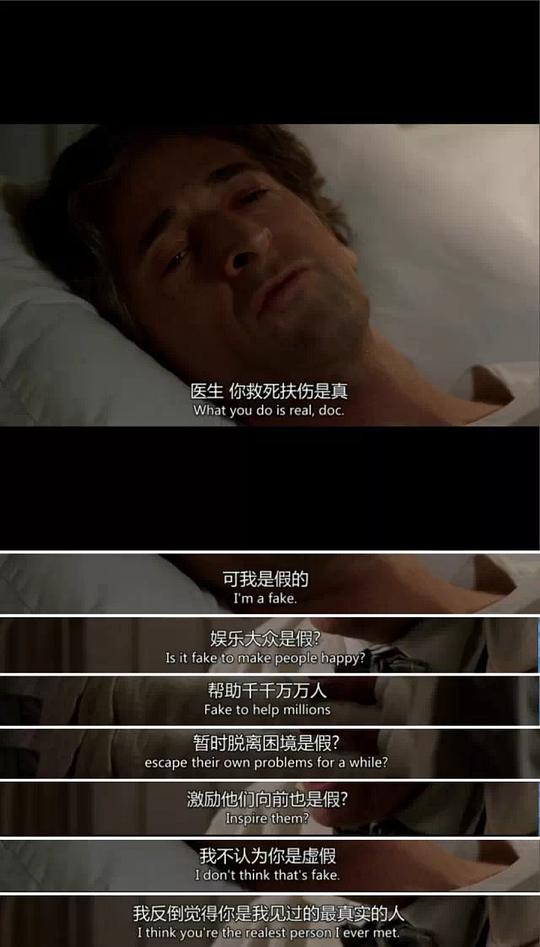 医生 你救死扶伤是真
What you do is real, doc.
可我是假的
I'm a fake.
娱乐大众是假?
Is it fake to make people happy?
帮助千千万万人
Fake to help millions
暂时脱离困境是假?
escape their own problems for a while?
激励他们向前也是假?
Inspire them?
我不认为你是虚假
I don't think that's fake.
我反倒觉得你是我见过的最真实的人
I think you're the realest person I ever met.